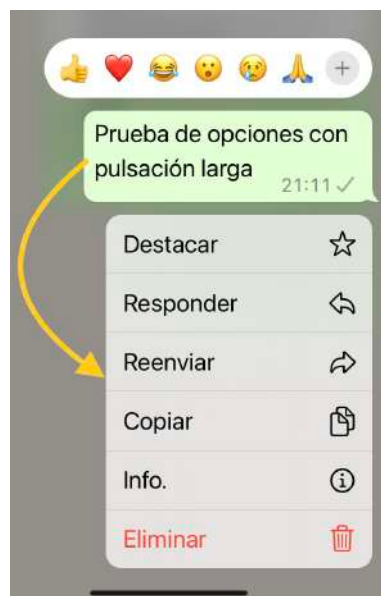 Prueba de opciones con
pulsación larga
21:11
Destacar
Responder
Reenviar
Copiar
Info.
Eliminar